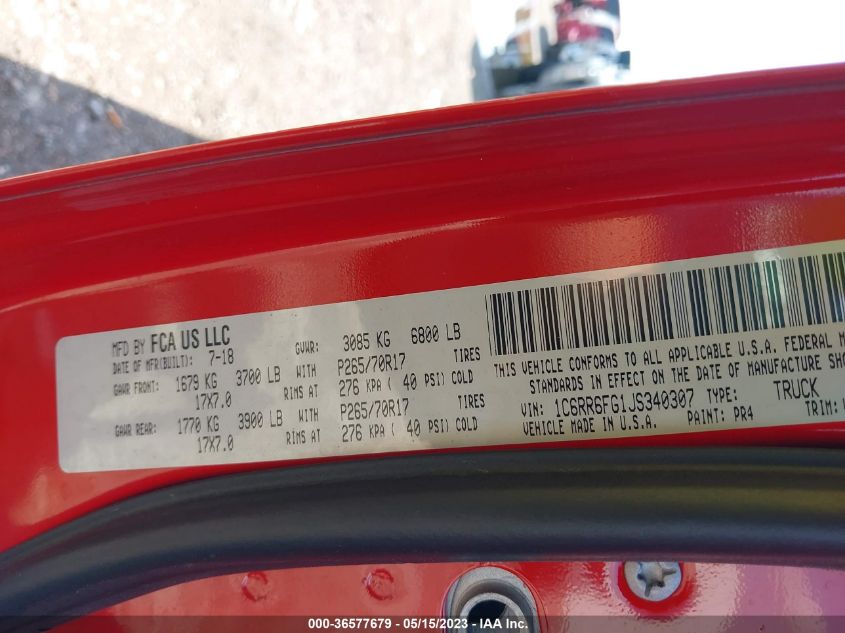 MFD BY FCA US LLC
DATE OF MFR(BUILT): 7-18
GVWR: 3085 KG 6800 LB
GAWR FRONT: 1679 KG 3700 LB WITH P265/70R17 TIRES
17X7.0 RIMS AT 276 KPA ( 40 PSI) COLD
GAWR REAR: 1770 KG 3900 LB WITH P265/70R17 TIRES
17X7.0 RIMS AT 276 KPA ( 40 PSI) COLD
THIS VEHICLE CONFORMS TO ALL APPLICABLE U.S.A. FEDERAL
STANDARDS IN EFFECT ON THE DATE OF MANUFACTURE
VIN: 1C6RR6FG1JS340307 TYPE: TRUCK
VEHICLE MADE IN U.S.A. PAINT: PR4 TRIM:
000-36577679 - 05/15/2023 - IAA Inc.